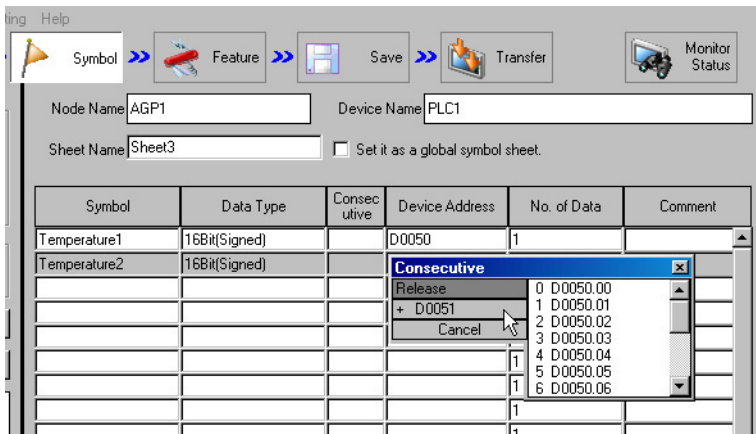 ting Help
Symbol Feature Save Transfer Monitor Status
Node Name AGP1 Device Name PLC1
Sheet Name Sheet3 Set it as a global symbol sheet.
Symbol Data Type Consecutive Device Address No. of Data Comment
Temperature1 16Bit(Signed) D0050 1
Temperature2 16Bit(Signed)
Consecutive
Release
+ D0051
Cancel
0 D0050.00
1 D0050.01
2 D0050.02
3 D0050.03
4 D0050.04
5 D0050.05
6 D0050.06
1
1
1
1